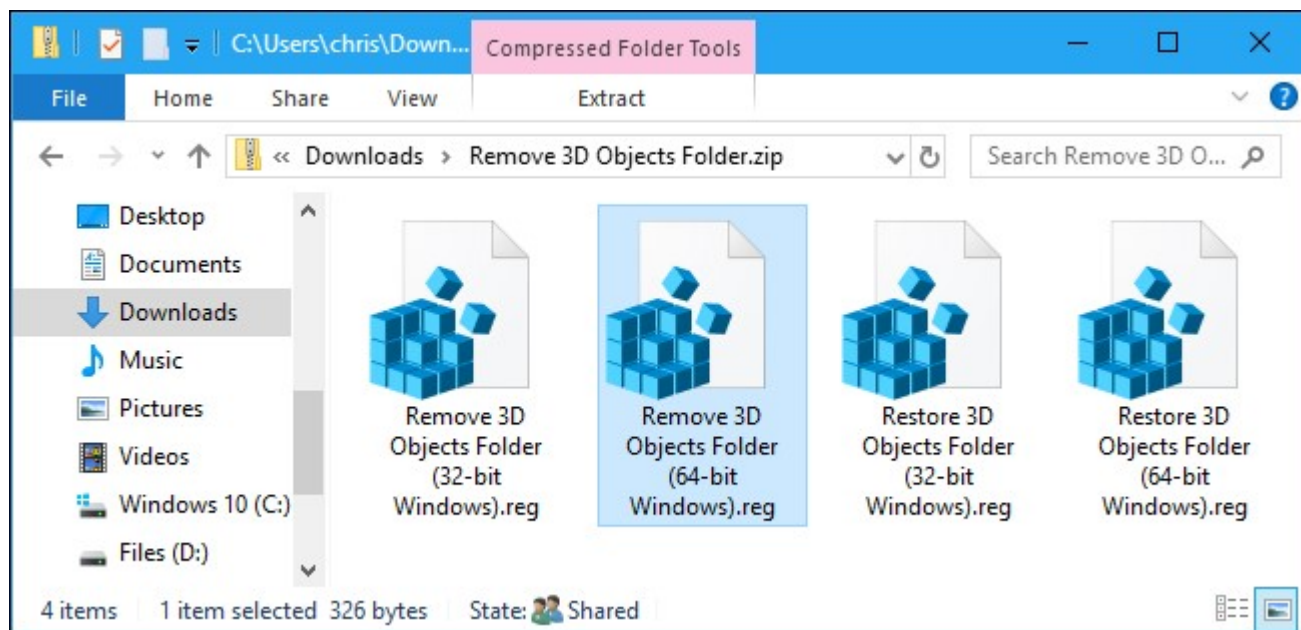 C:\Users\chris\Down... Compressed Folder Tools
File Home Share View Extract
« Downloads > Remove 3D Objects Folder.zip Search Remove 3D O...
Desktop
Documents
Downloads
Music
Pictures
Videos
Windows 10 (C:)
Files (D:)
Remove 3D
Objects Folder
(32-bit
Windows).reg
Remove 3D
Objects Folder
(64-bit
Windows).reg
Restore 3D
Objects Folder
(32-bit
Windows).reg
Restore 3D
Objects Folder
(64-bit
Windows).reg
4 items 1 item selected 326 bytes State: Shared